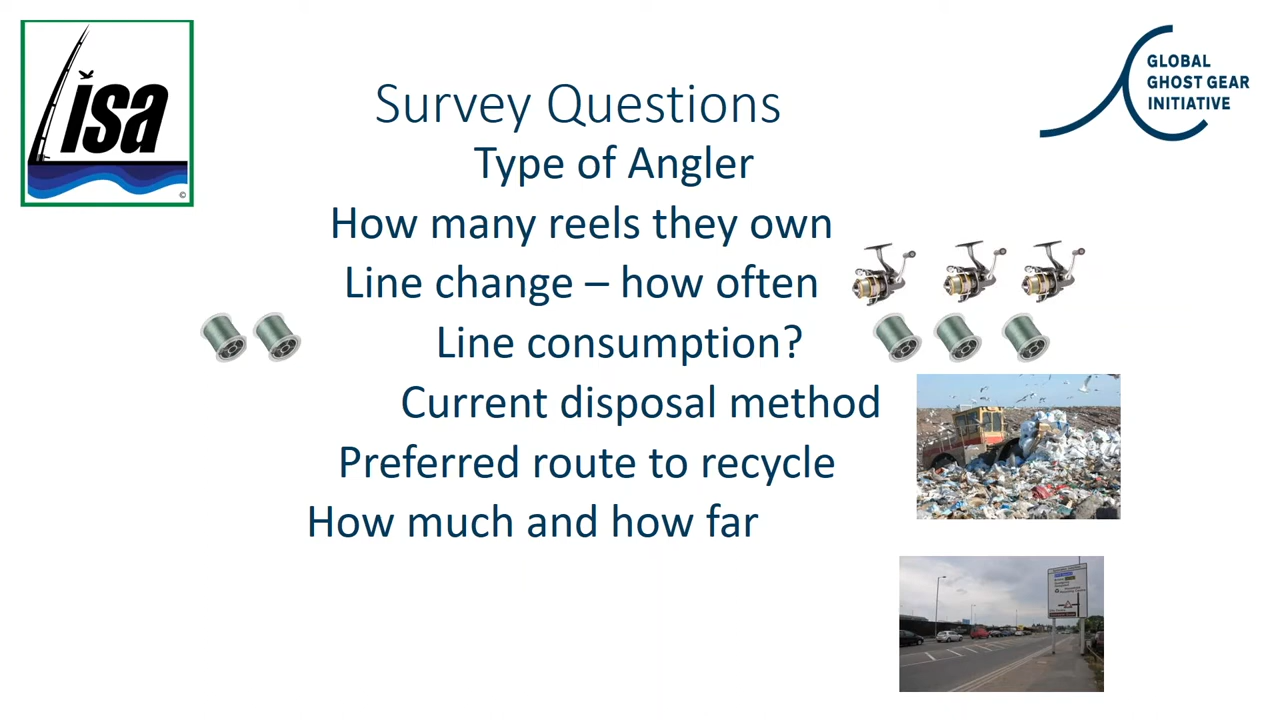 isa
©
GLOBAL
GHOST GEAR
INITIATIVE
Survey Questions
Type of Angler
How many reels they own
Line change – how often
Line consumption?
Current disposal method
Preferred route to recycle
How much and how far